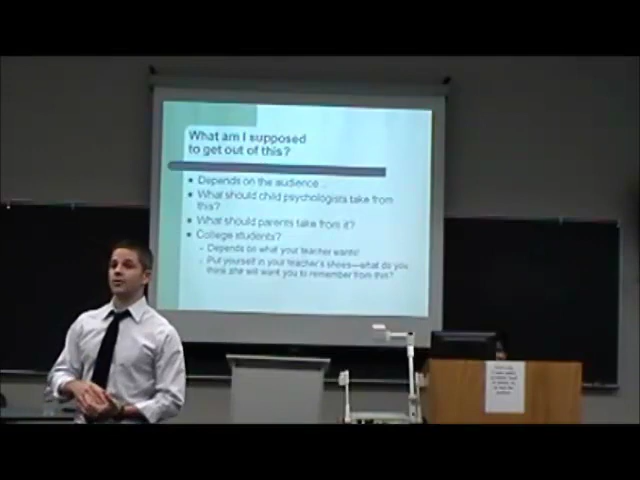 What am I supposed
to get out of this?
Depends on the audience...
What should child psychologists take from
this?
What should parents take from it?
College students?
– Depends on what your teacher wants!
– Put yourself in your teacher's shoes—what do you
think she will want you to remember from this?